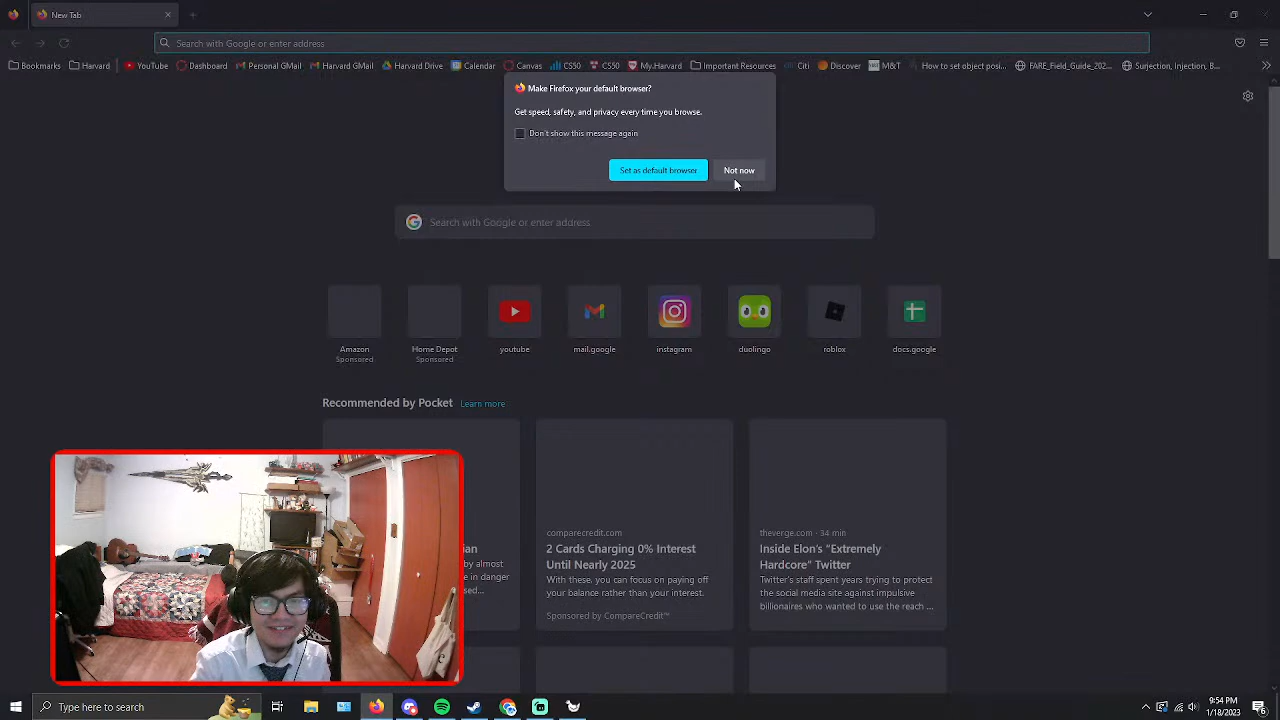 New Tab
Search with Google or enter address
Bookmarks Harvard YouTube Dashboard Personal GMail Harvard GMail Harvard Drive Calendar Canvas CS50 CS50 My.Harvard Important Resources Citi Discover M&T How to set object posi... FARE_Field_Guide_202... Surjection, Injection, B...
Make Firefox your default browser?
Get speed, safety, and privacy every time you browse.
Don't show this message again
Set as default browser Not now
Search with Google or enter address
Amazon
Sponsored
Home Depot
Sponsored
youtube
mail.google
instagram
duolingo
roblox
docs.google
Recommended by Pocket Learn more
ian
by almost
e in danger
sed...
comparecredit.com
2 Cards Charging 0% Interest
Until Nearly 2025
With these, you can focus on paying off
your balance rather than your interest.
Sponsored by CompareCredit™
theverge.com · 34 min
Inside Elon's "Extremely
Hardcore" Twitter
Twitter's staff spent years trying to protect
the social media site against impulsive
billionaires who wanted to use the reach ...
Type here to search
9:54 PM
1/18/2023